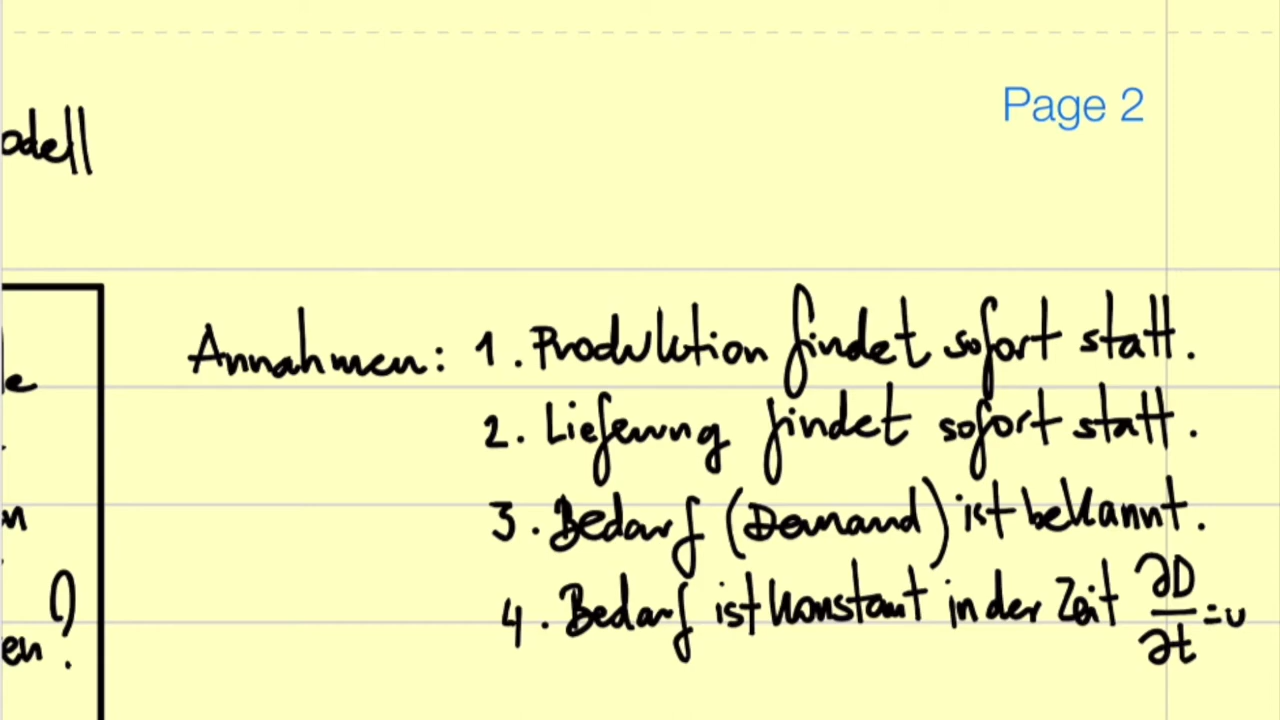 Page 2
odell
Annahmen: 1. Produktion findet sofort statt.
e
2. Lieferung findet sofort statt.
n
3. Bedarf (Demand) ist bekannt.
4. Bedarf ist konstant in der Zeit ∂D/∂t =
en?